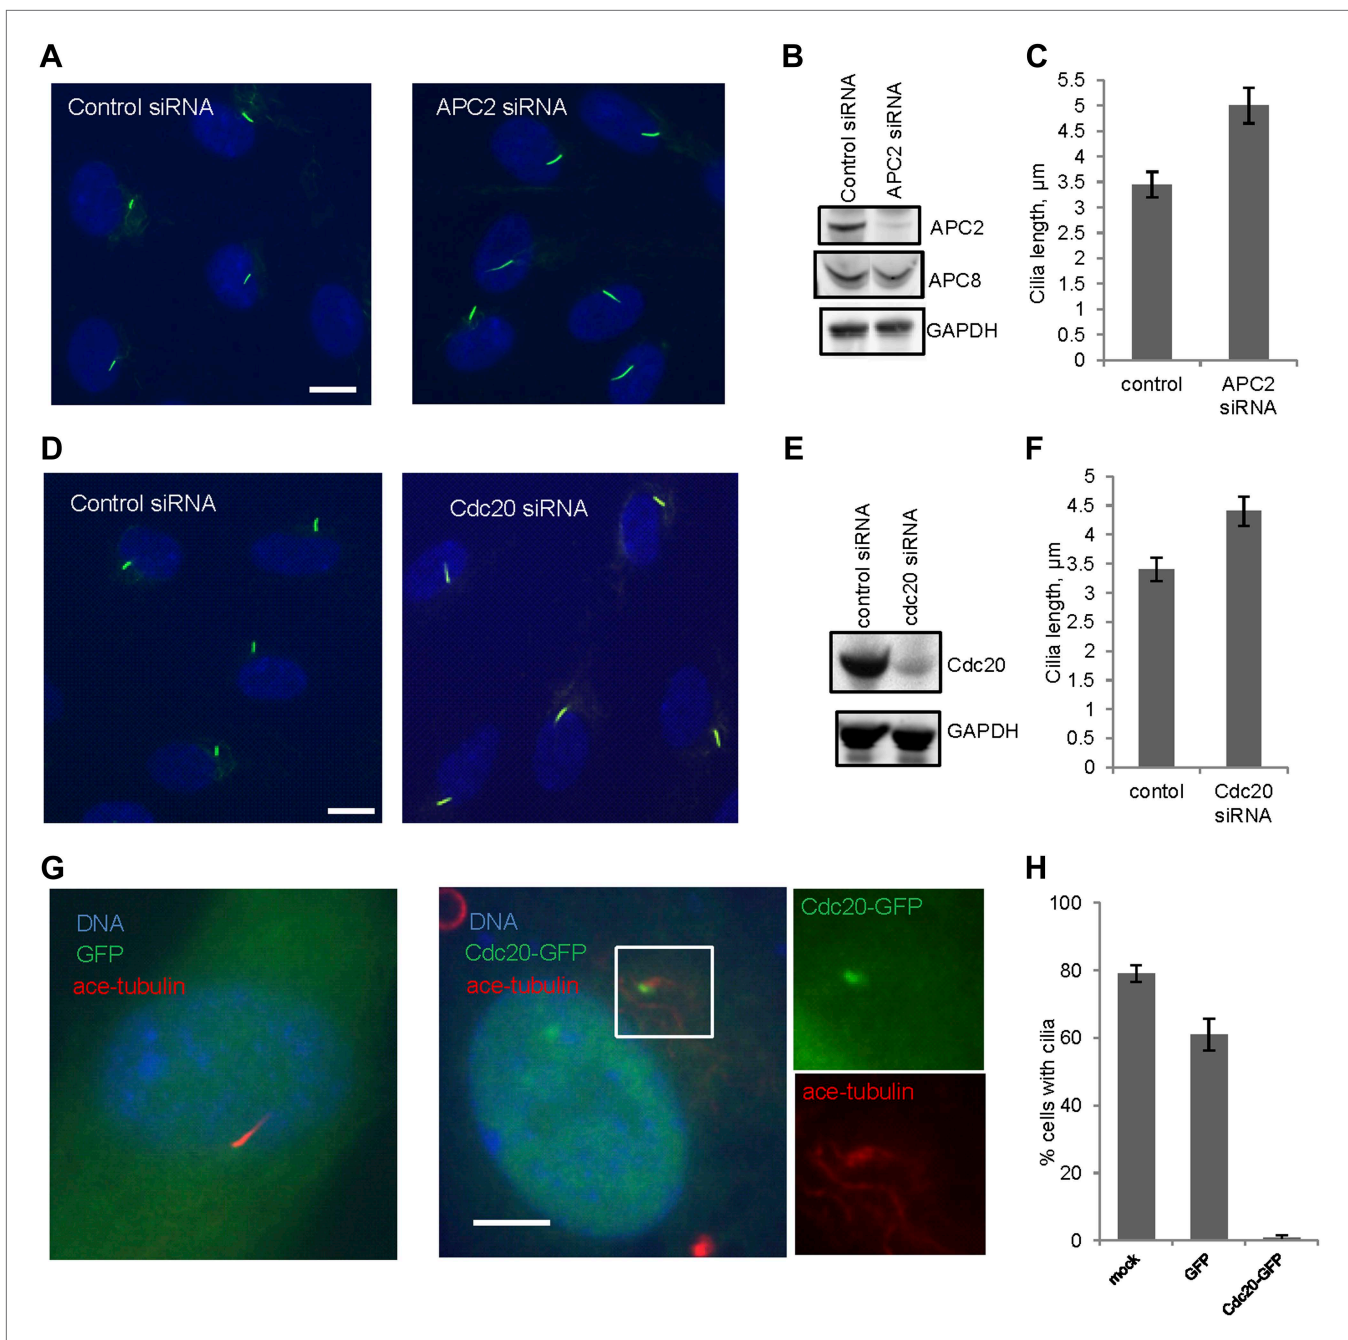 A
Control siRNA
APC2 siRNA
B
Control siRNA
APC2 siRNA
APC2
APC8
GAPDH
C
Cilia length, μm
5.5
5
4.5
4
3.5
3
2.5
2
1.5
1
0.5
0
control
APC2
siRNA
D
Control siRNA
Cdc20 siRNA
E
control siRNA
cdc20 siRNA
Cdc20
GAPDH
F
Cilia length, μm
5
4.5
4
3.5
3
2.5
2
1.5
1
0.5
0
contol
Cdc20
siRNA
G
DNA
GFP
ace-tubulin
DNA
Cdc20-GFP
ace-tubulin
Cdc20-GFP
ace-tubulin
H
% cells with cilia
100
80
60
40
20
0
mock
GFP
Cdc20-GFP